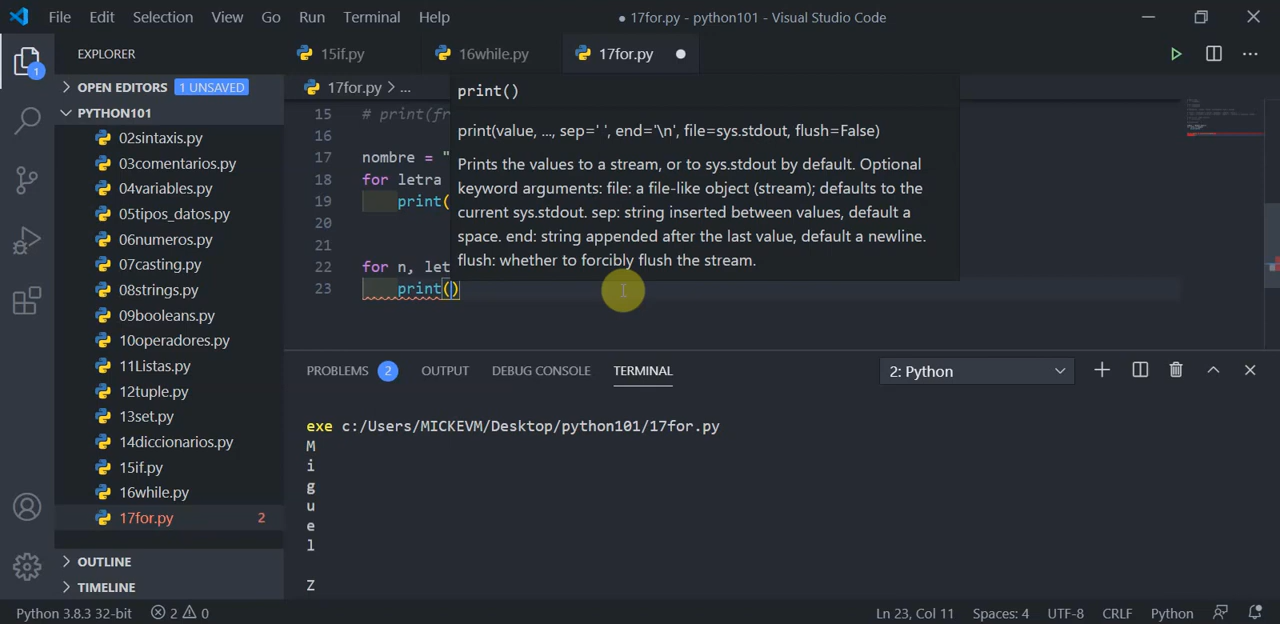 File Edit Selection View Go Run Terminal Help ● 17for.py - python101 - Visual Studio Code
EXPLORER
15if.py 16while.py 17for.py
OPEN EDITORS 1 UNSAVED
17for.py > ...
PYTHON101
02sintaxis.py
03comentarios.py
04variables.py
05tipos_datos.py
06numeros.py
07casting.py
08strings.py
09booleans.py
10operadores.py
11Listas.py
12tuple.py
13set.py
14diccionarios.py
15if.py
16while.py
17for.py 2
OUTLINE
TIMELINE
1
print()
print(value, ..., sep=' ', end='\n', file=sys.stdout, flush=False)
Prints the values to a stream, or to sys.stdout by default. Optional
keyword arguments: file: a file-like object (stream); defaults to the
current sys.stdout. sep: string inserted between values, default a
space. end: string appended after the last value, default a newline.
flush: whether to forcibly flush the stream.
15 # print(fr
16
17 nombre = "
18 for letra
19 print(
20
21
22 for n, let
23 print()
PROBLEMS 2 OUTPUT DEBUG CONSOLE TERMINAL 2: Python
exe c:/Users/MICKEVM/Desktop/python101/17for.py
M
i
g
u
e
l
Z
Python 3.8.3 32-bit 2 0 Ln 23, Col 11 Spaces: 4 UTF-8 CRLF Python